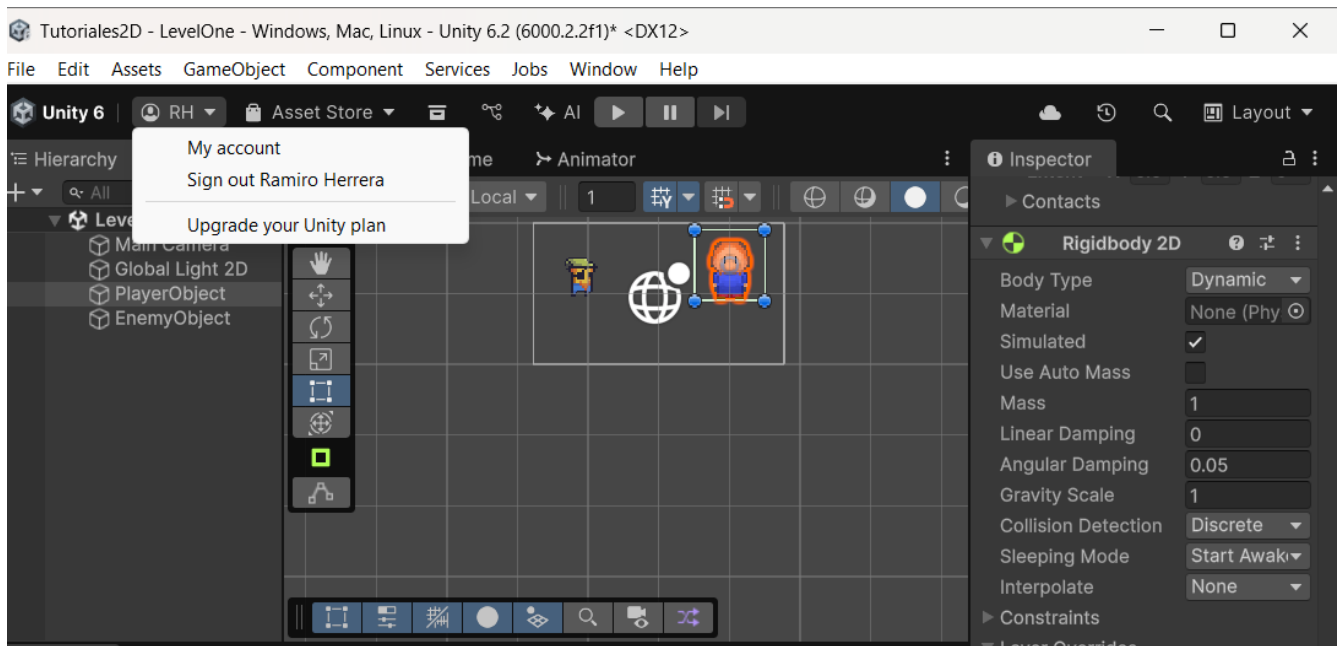 Tutoriales2D - LevelOne - Windows, Mac, Linux - Unity 6.2 (6000.2.2f1)* <DX12>
File Edit Assets GameObject Component Services Jobs Window Help
Unity 6 RH Asset Store AI Layout
My account
Sign out Ramiro Herrera
Upgrade your Unity plan
Hierarchy
Animator
Inspector
All
Local
1
Contacts
Main Camera
Global Light 2D
PlayerObject
EnemyObject
Rigidbody 2D
Body Type Dynamic
Material None (Phy
Simulated
Use Auto Mass
Mass 1
Linear Damping 0
Angular Damping 0.05
Gravity Scale 1
Collision Detection Discrete
Sleeping Mode Start Awak
Interpolate None
Constraints